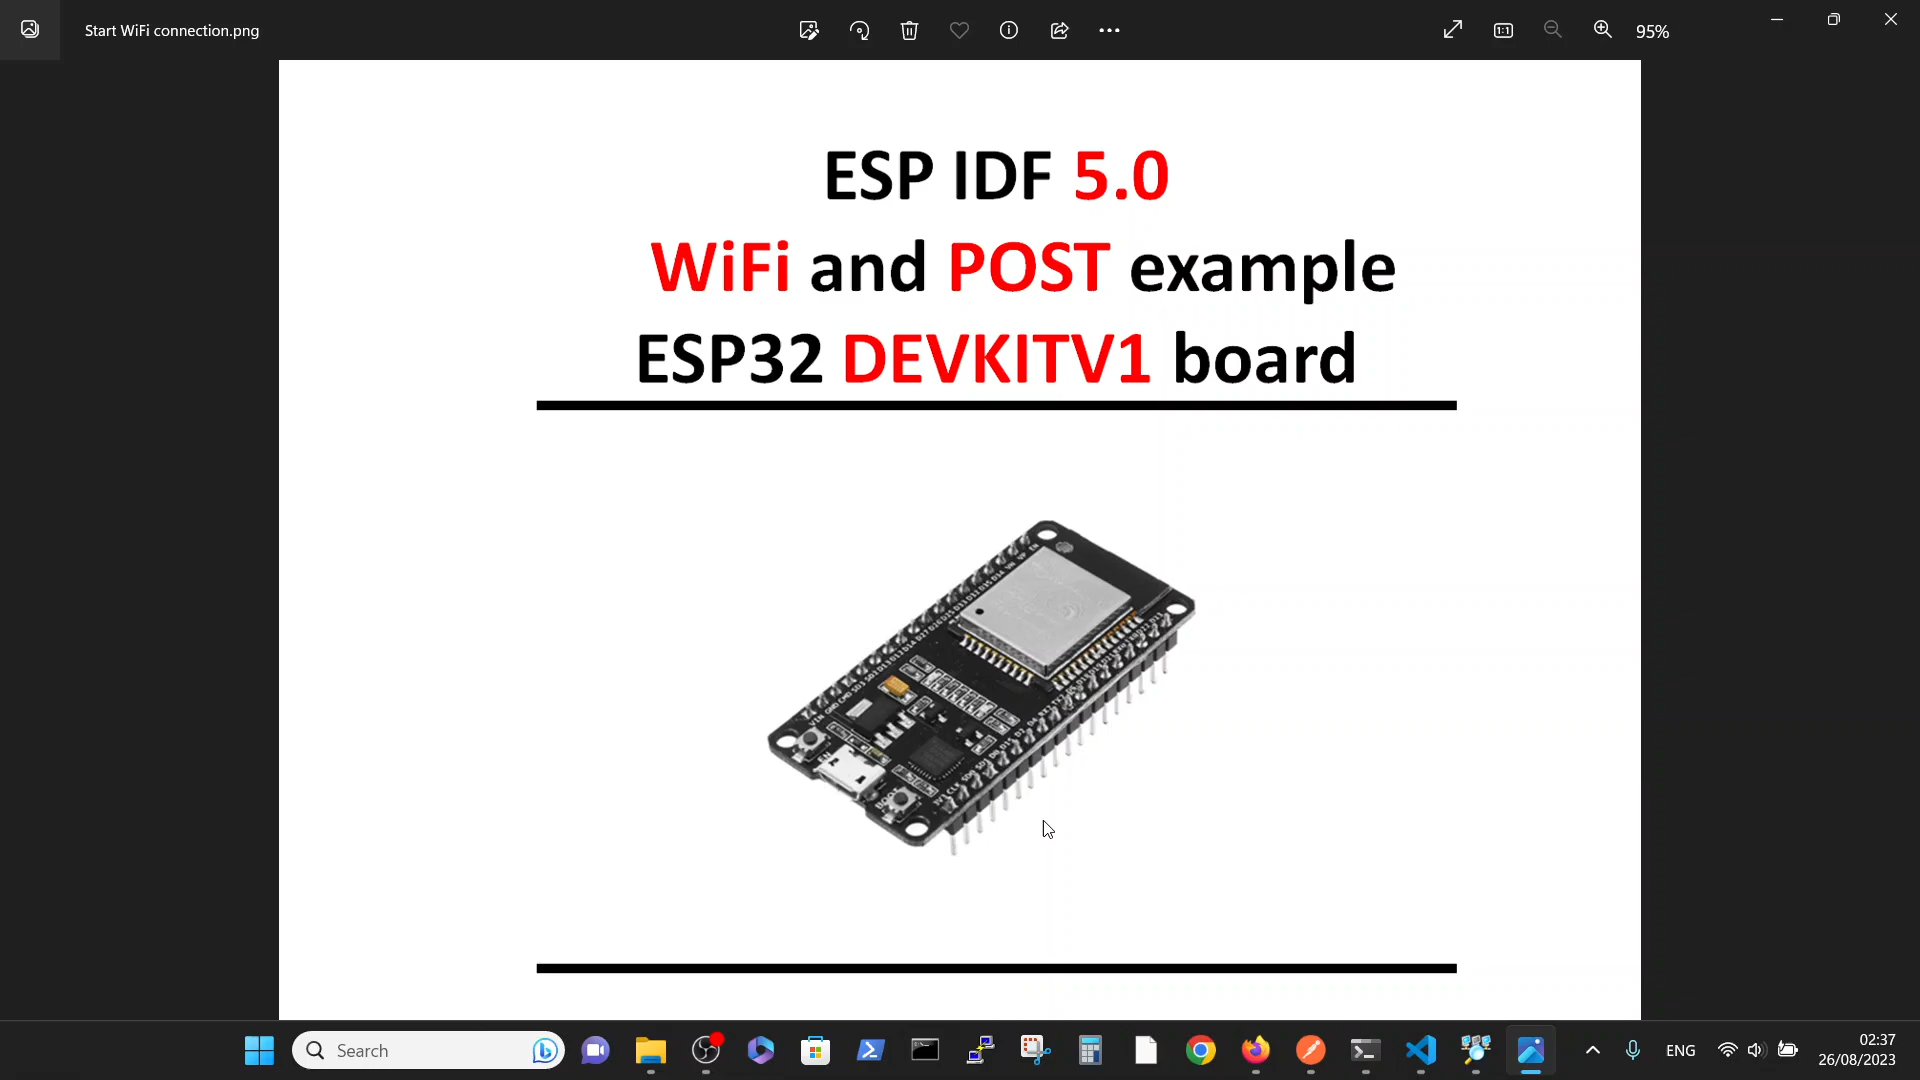 Start WiFi connection.png
95%
ESP IDF 5.0
WiFi and POST example
ESP32 DEVKITV1 board
Search
ENG
02:37
26/08/2023